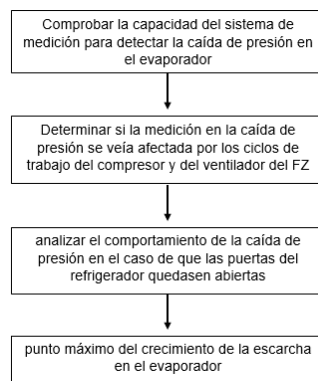 Comprobar la capacidad del sistema de
medición para detectar la caída de presión en
el evaporador
Determinar si la medición en la caída de
presión se veía afectada por los ciclos de
trabajo del compresor y del ventilador del FZ
analizar el comportamiento de la caída de
presión en el caso de que las puertas del
refrigerador quedasen abiertas
punto máximo del crecimiento de la escarcha
en el evaporador